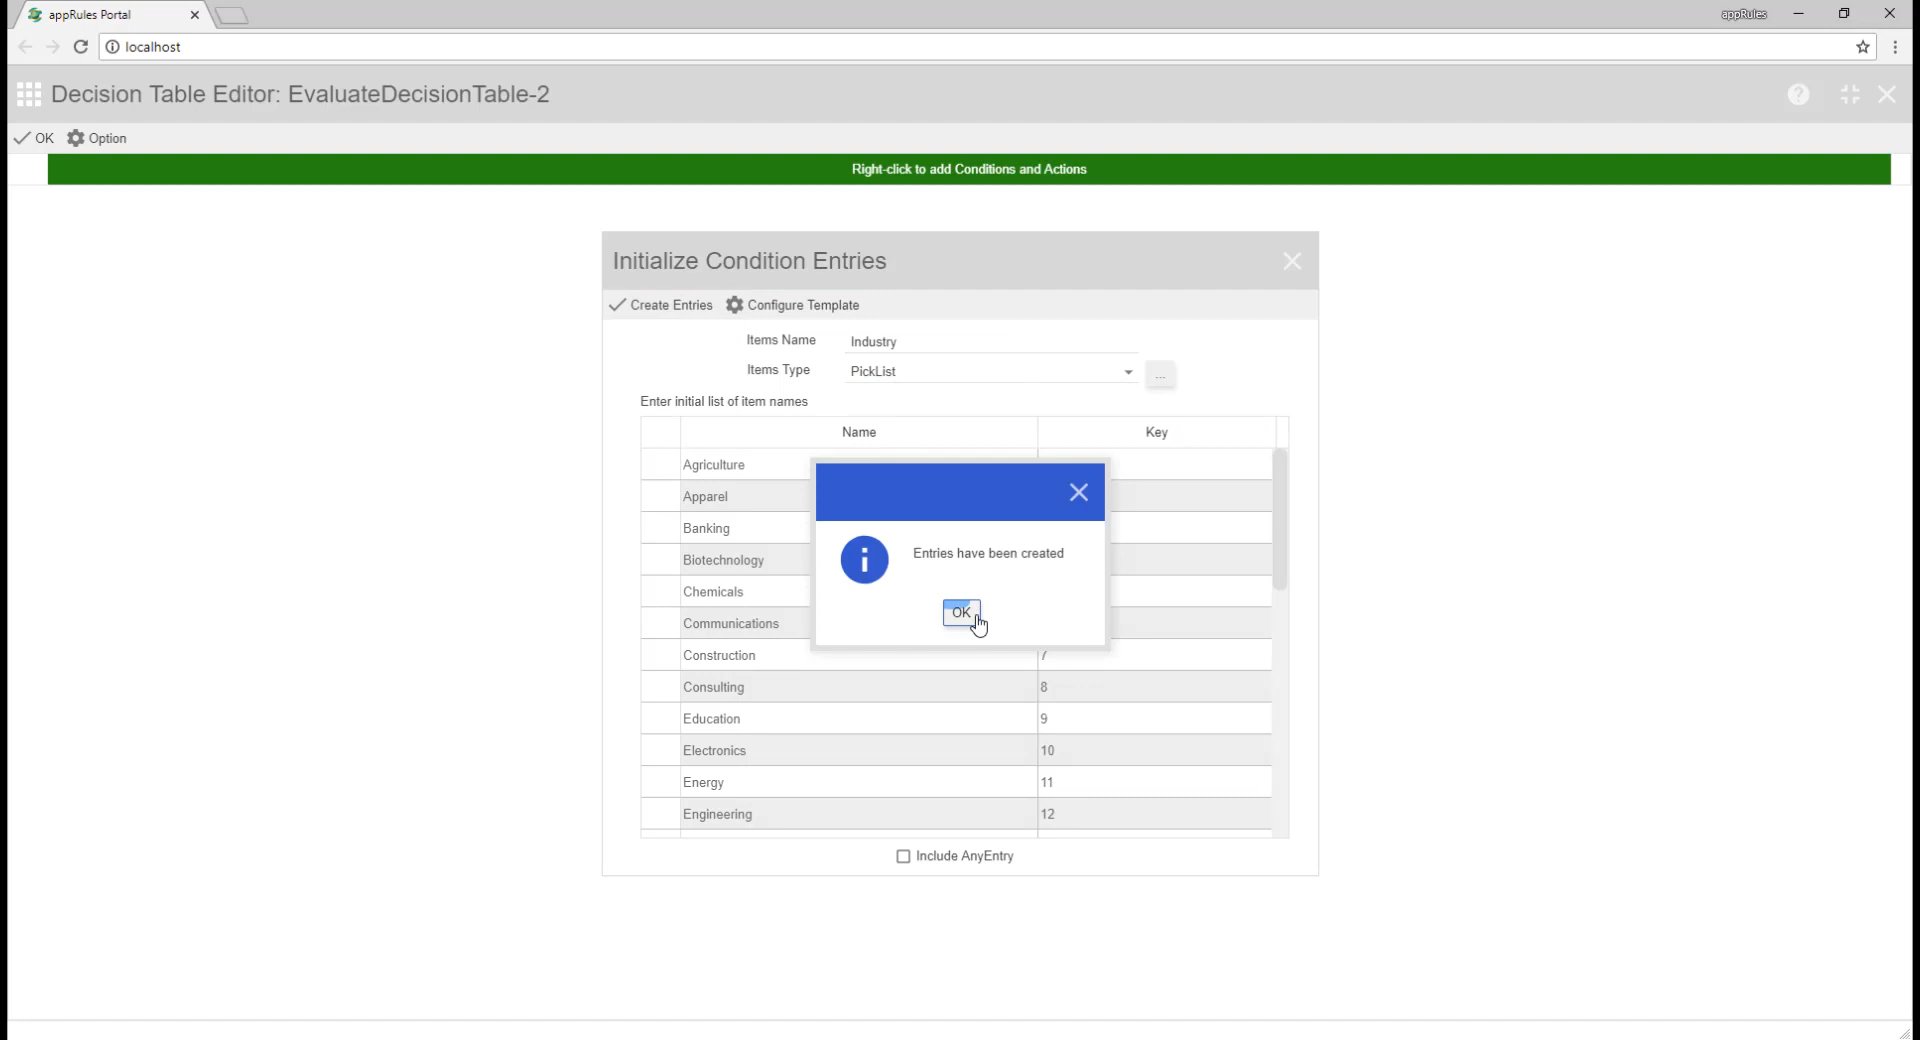 appRules Portal
appRules
localhost
Decision Table Editor: EvaluateDecisionTable-2
?
OK Option
Right-click to add Conditions and Actions
Initialize Condition Entries
Create Entries Configure Template
Items Name Industry
Items Type PickList ...
Enter initial list of item names
Name Key
Agriculture
Apparel
Banking
Biotechnology
Chemicals
Communications
Entries have been created
OK
Construction 7
Consulting 8
Education 9
Electronics 10
Energy 11
Engineering 12
Include AnyEntry